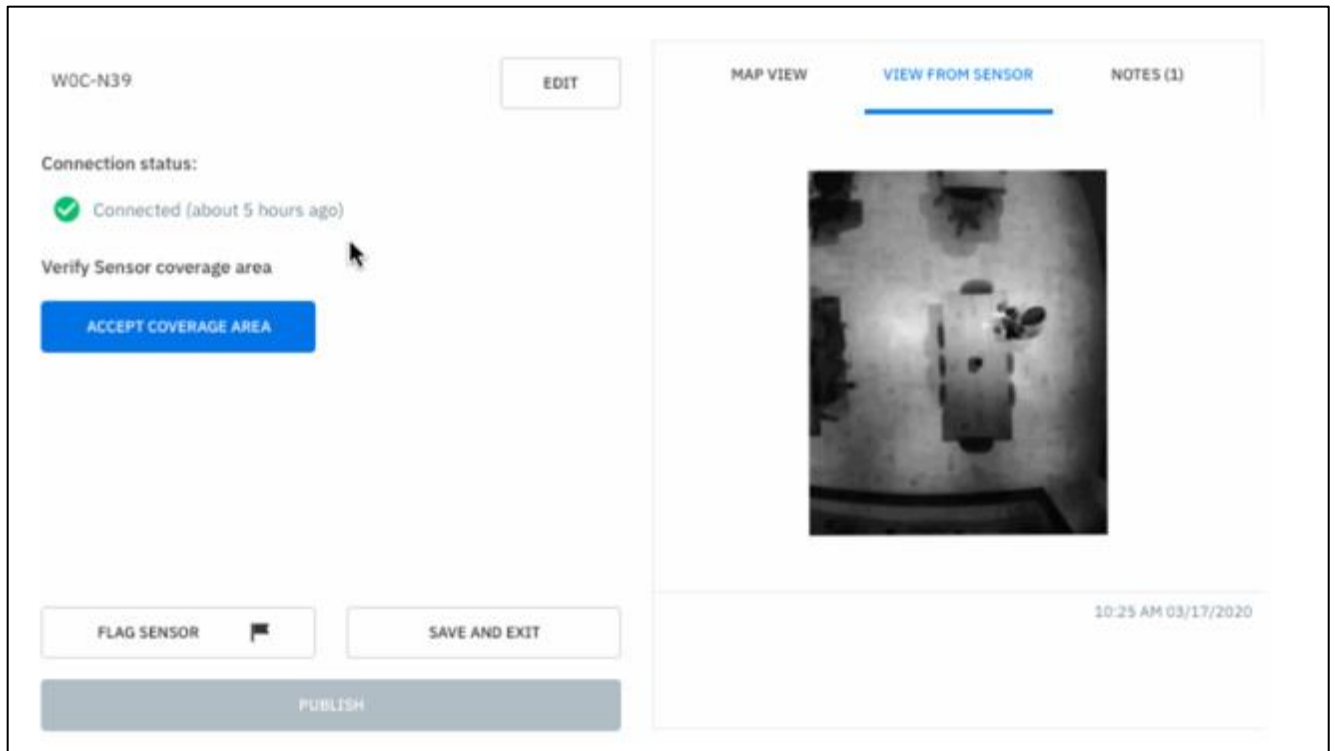 W0C-N39
EDIT
Connection status:
Connected (about 5 hours ago)
Verify Sensor coverage area
ACCEPT COVERAGE AREA
FLAG SENSOR
SAVE AND EXIT
PUBLISH
MAP VIEW
VIEW FROM SENSOR
NOTES (1)
10:25 AM 03/17/2020